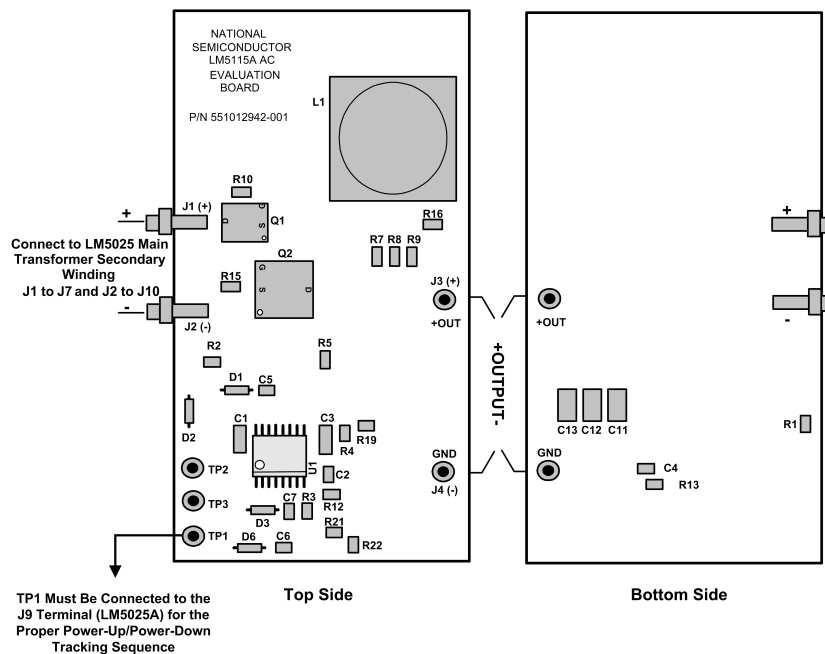 NATIONAL
SEMICONDUCTOR
LM5115A AC
EVALUATION
BOARD
P/N 551012942-001
L1
R10
+
J1 (+)
G
D
S
Q1
R16
+
Connect to LM5025 Main
Transformer Secondary
Winding
J1 to J7 and J2 to J10
Q2
R7
R8
R9
G
S
D
R15
J3 (+)
+OUT
+OUT
-
J2 (-)
-
+OUTPUT-
R2
R5
D1
C5
D2
C1
C3
R4
R19
C13
C12
C11
R1
U1
TP2
C2
GND
J4 (-)
GND
C4
R13
TP3
C7
R3
R12
D3
R21
TP1
D6
C6
R22
TP1 Must Be Connected to the
J9 Terminal (LM5025A) for the
Proper Power-Up/Power-Down
Tracking Sequence
Top Side
Bottom Side